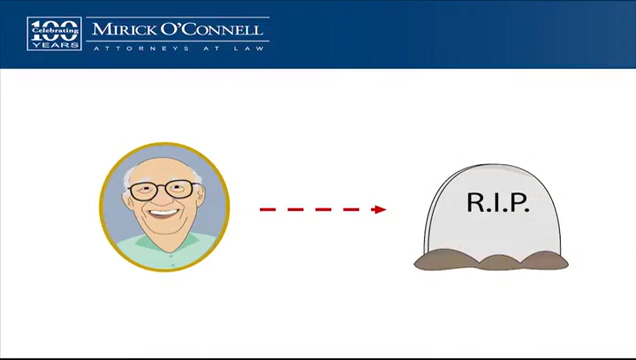 Celebrating
100
YEARS
MIRICK O'CONNELL
ATTORNEYS AT LAW
R.I.P.